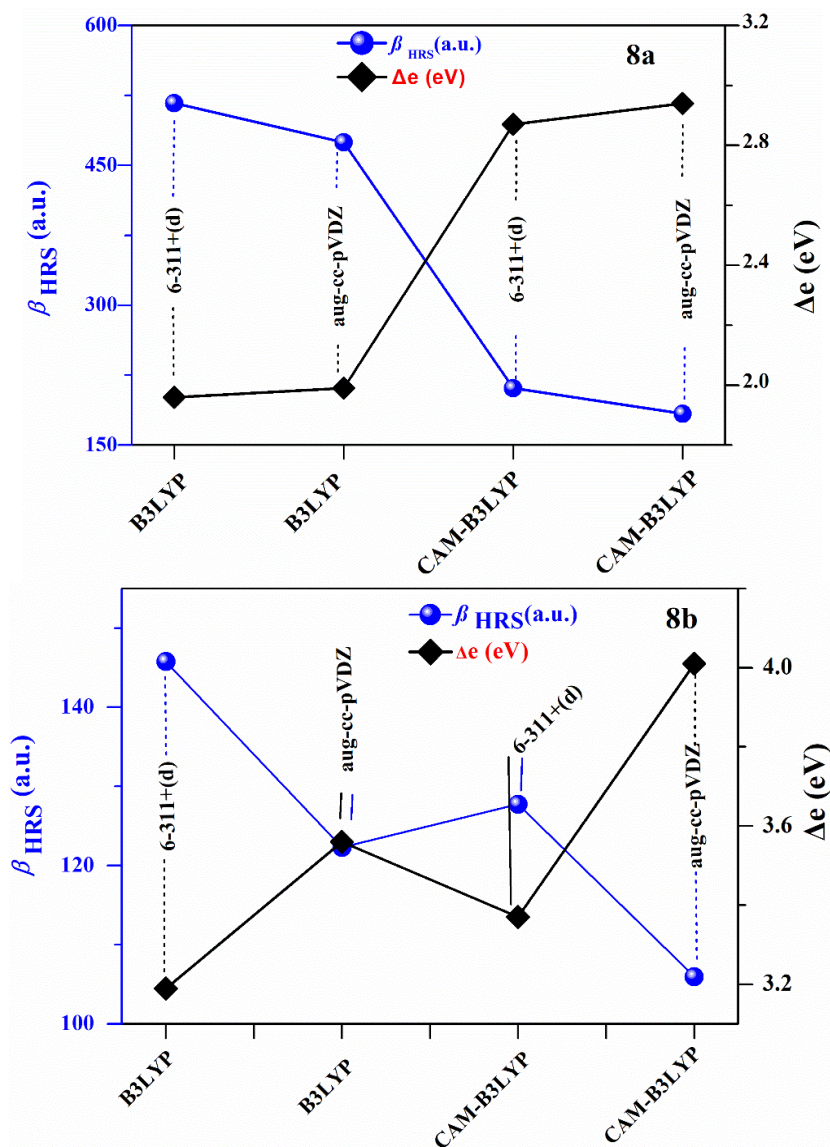 600
450
300
150
β HRS (a.u.)
β HRS (a.u.)
Δe (eV)
8a
3.2
2.8
2.4
2.0
Δe (eV)
6-311+(d)
aug-cc-pVDZ
6-311+(d)
aug-cc-pVDZ
B3LYP
B3LYP
CAM-B3LYP
CAM-B3LYP
140
120
100
β HRS (a.u.)
β HRS(a.u.)
Δe (eV)
8b
4.0
3.6
3.2
Δe (eV)
6-311+(d)
aug-cc-pVDZ
6-311+(d)
aug-cc-pVDZ
B3LYP
B3LYP
CAM-B3LYP
CAM-B3LYP